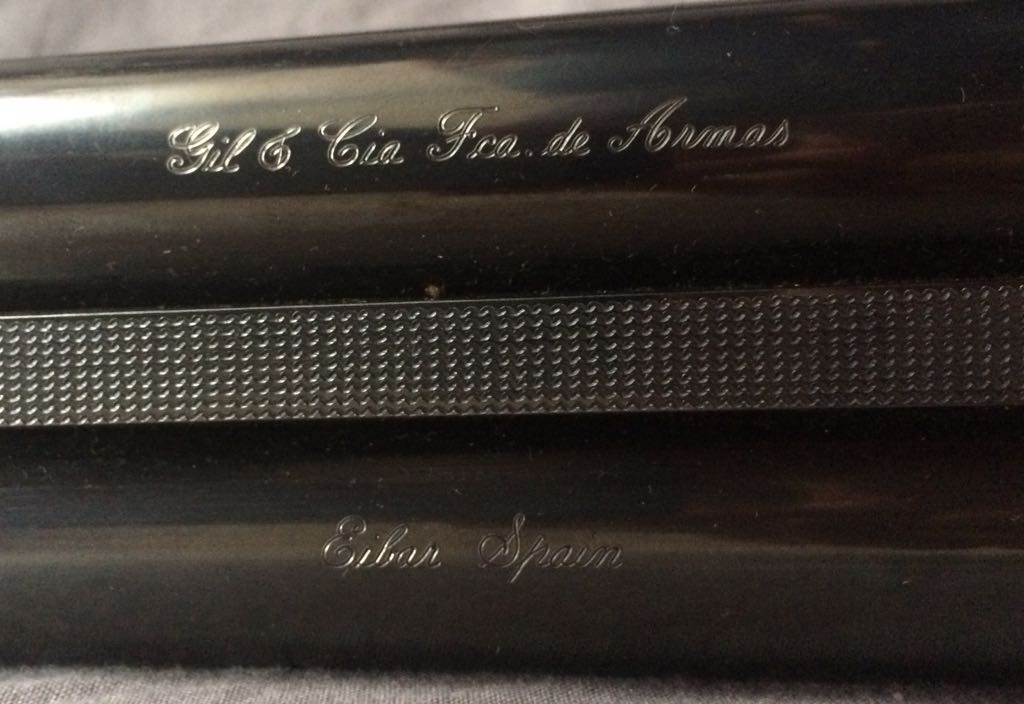 Gil & Cia Fca. de Armas
Eibar Spain